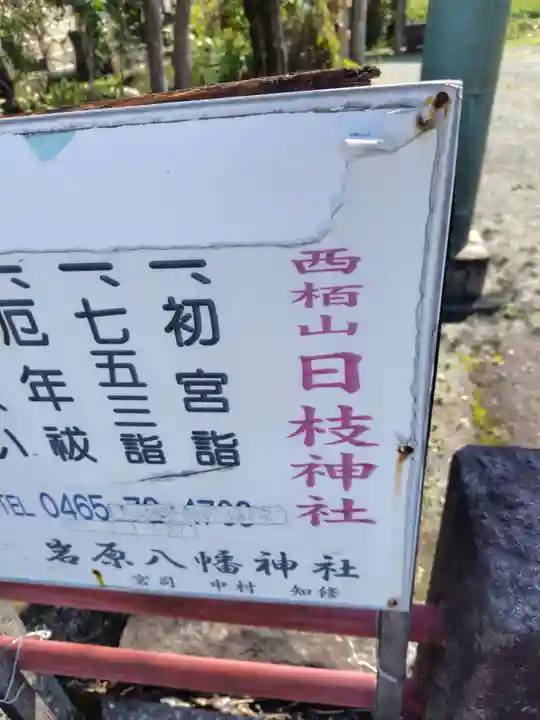 西栢山日枝神社
一、初宮詣
一、七五三詣
一、厄年祓い
TEL 0465
岩原八幡神社
宮司 中村 知修